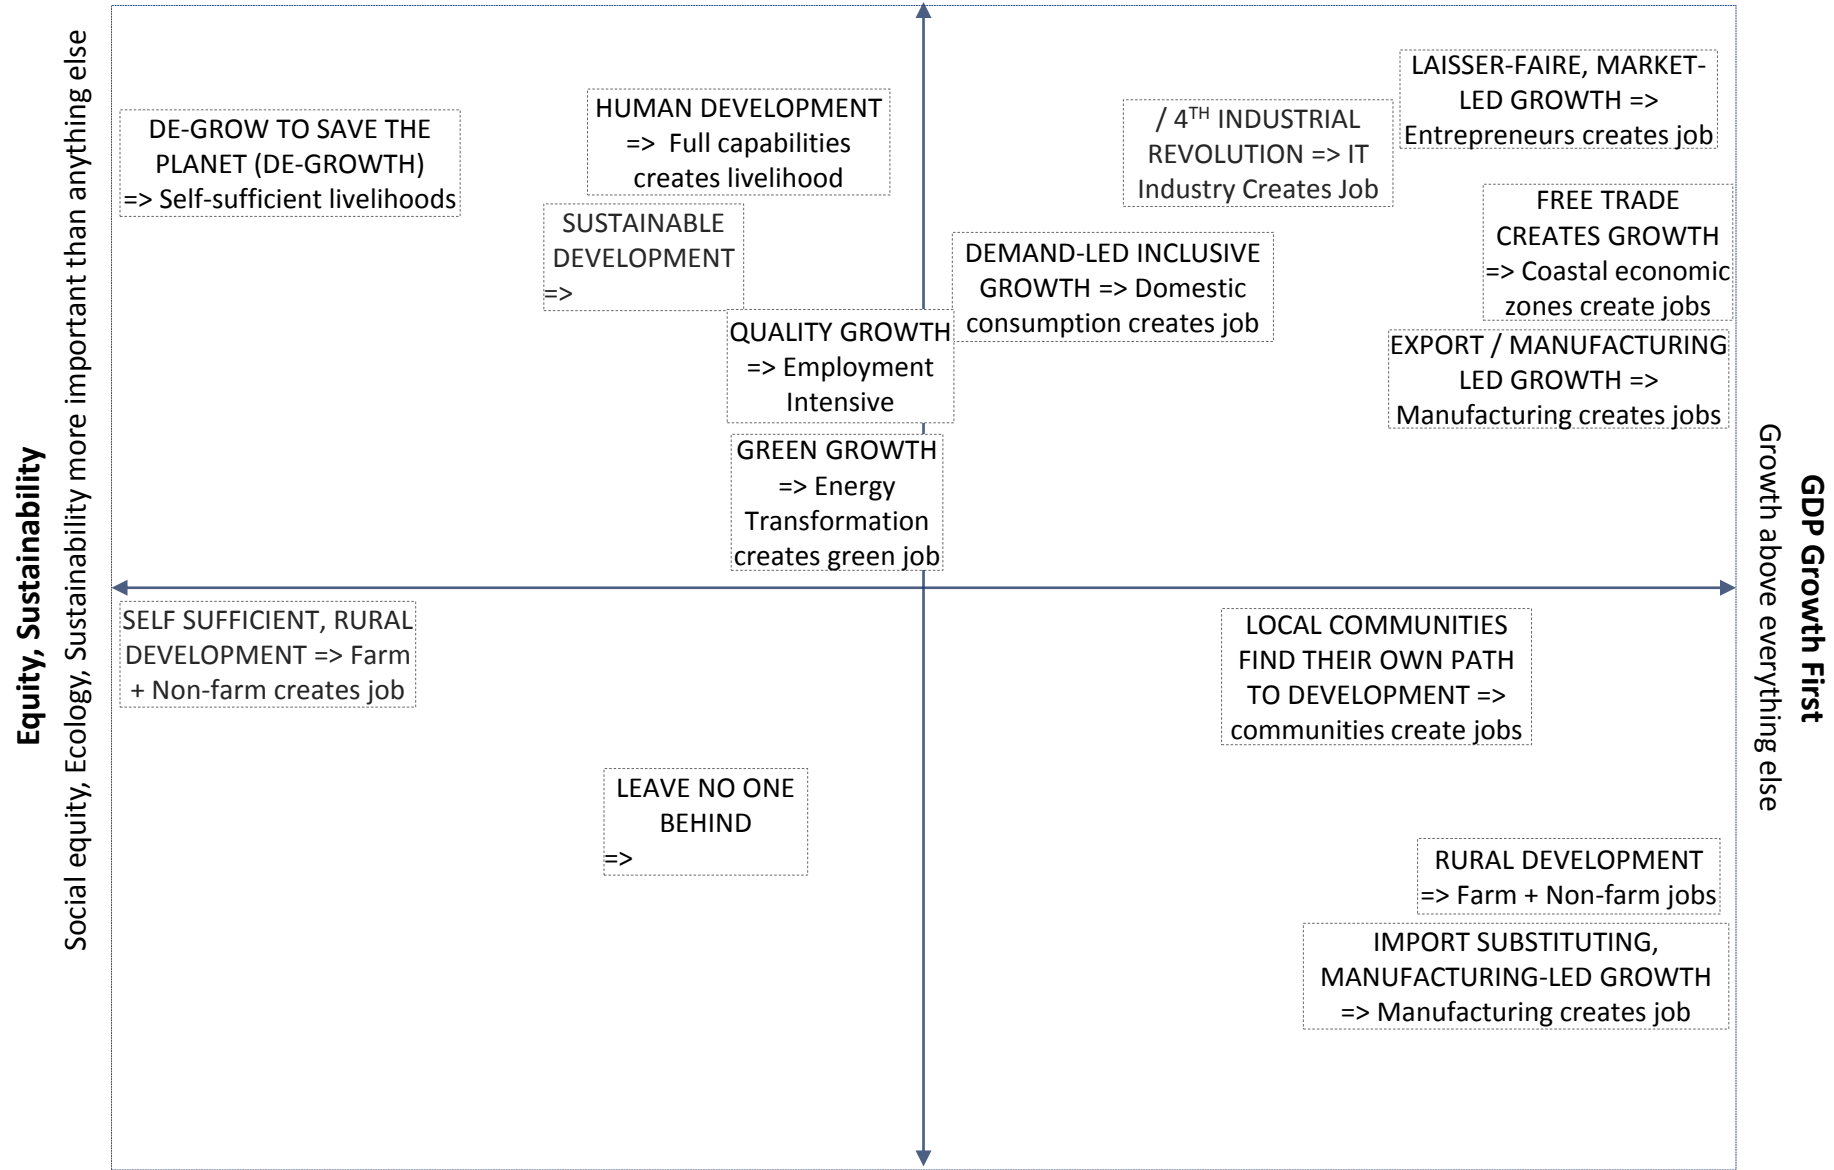 Equity, Sustainability
Social equity, Ecology, Sustainability more important than anything else
DE-GROW TO SAVE THE
PLANET (DE-GROWTH)
=> Self-sufficient livelihoods
HUMAN DEVELOPMENT
=> Full capabilities
creates livelihood
SUSTAINABLE
DEVELOPMENT
=>
QUALITY GROWTH
=> Employment
Intensive
GREEN GROWTH
=> Energy
Transformation
creates green job
/ 4TH INDUSTRIAL
REVOLUTION => IT
Industry Creates Job
DEMAND-LED INCLUSIVE
GROWTH => Domestic
consumption creates job
LAISSER-FAIRE, MARKET-
LED GROWTH =>
Entrepreneurs creates job
FREE TRADE
CREATES GROWTH
=> Coastal economic
zones create jobs
EXPORT / MANUFACTURING
LED GROWTH =>
Manufacturing creates jobs
SELF SUFFICIENT, RURAL
DEVELOPMENT => Farm
+ Non-farm creates job
LEAVE NO ONE
BEHIND
=>
LOCAL COMMUNITIES
FIND THEIR OWN PATH
TO DEVELOPMENT =>
communities create jobs
RURAL DEVELOPMENT
=> Farm + Non-farm jobs
IMPORT SUBSTITUTING,
MANUFACTURING-LED GROWTH
=> Manufacturing creates job
GDP Growth First
Growth above everything else